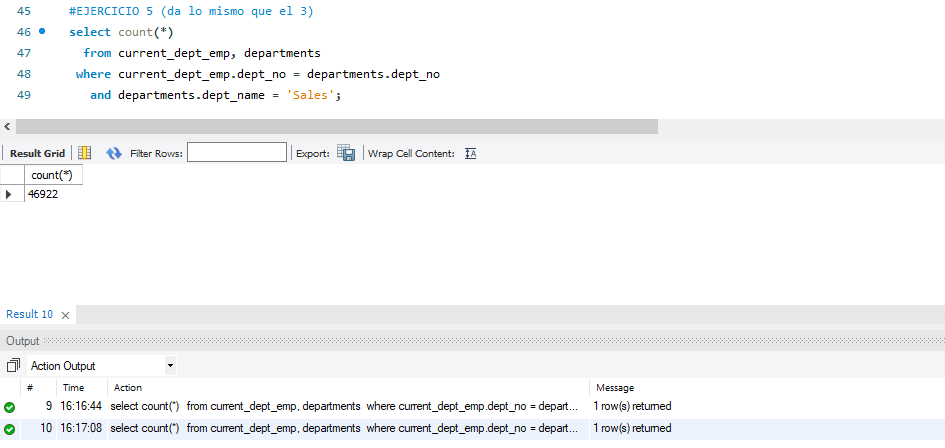 45 #EJERCICIO 5 (da lo mismo que el 3)
46 select count(*)
47 from current_dept_emp, departments
48 where current_dept_emp.dept_no = departments.dept_no
49 and departments.dept_name = 'Sales';
Result Grid Filter Rows: Export: Wrap Cell Content: IA
count(*)
46922
Result 10
Output
Action Output
# Time Action Message
9 16:16:44 select count(*) from current_dept_emp, departments where current_dept_emp.dept_no = depart... 1 row(s) returned
10 16:17:08 select count(*) from current_dept_emp, departments where current_dept_emp.dept_no = depart... 1 row(s) returned